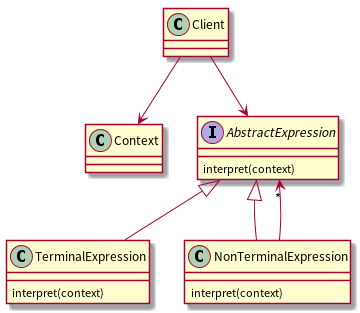 C Client
C Context
I AbstractExpression
interpret(context)
*
C TerminalExpression
interpret(context)
C NonTerminalExpression
interpret(context)